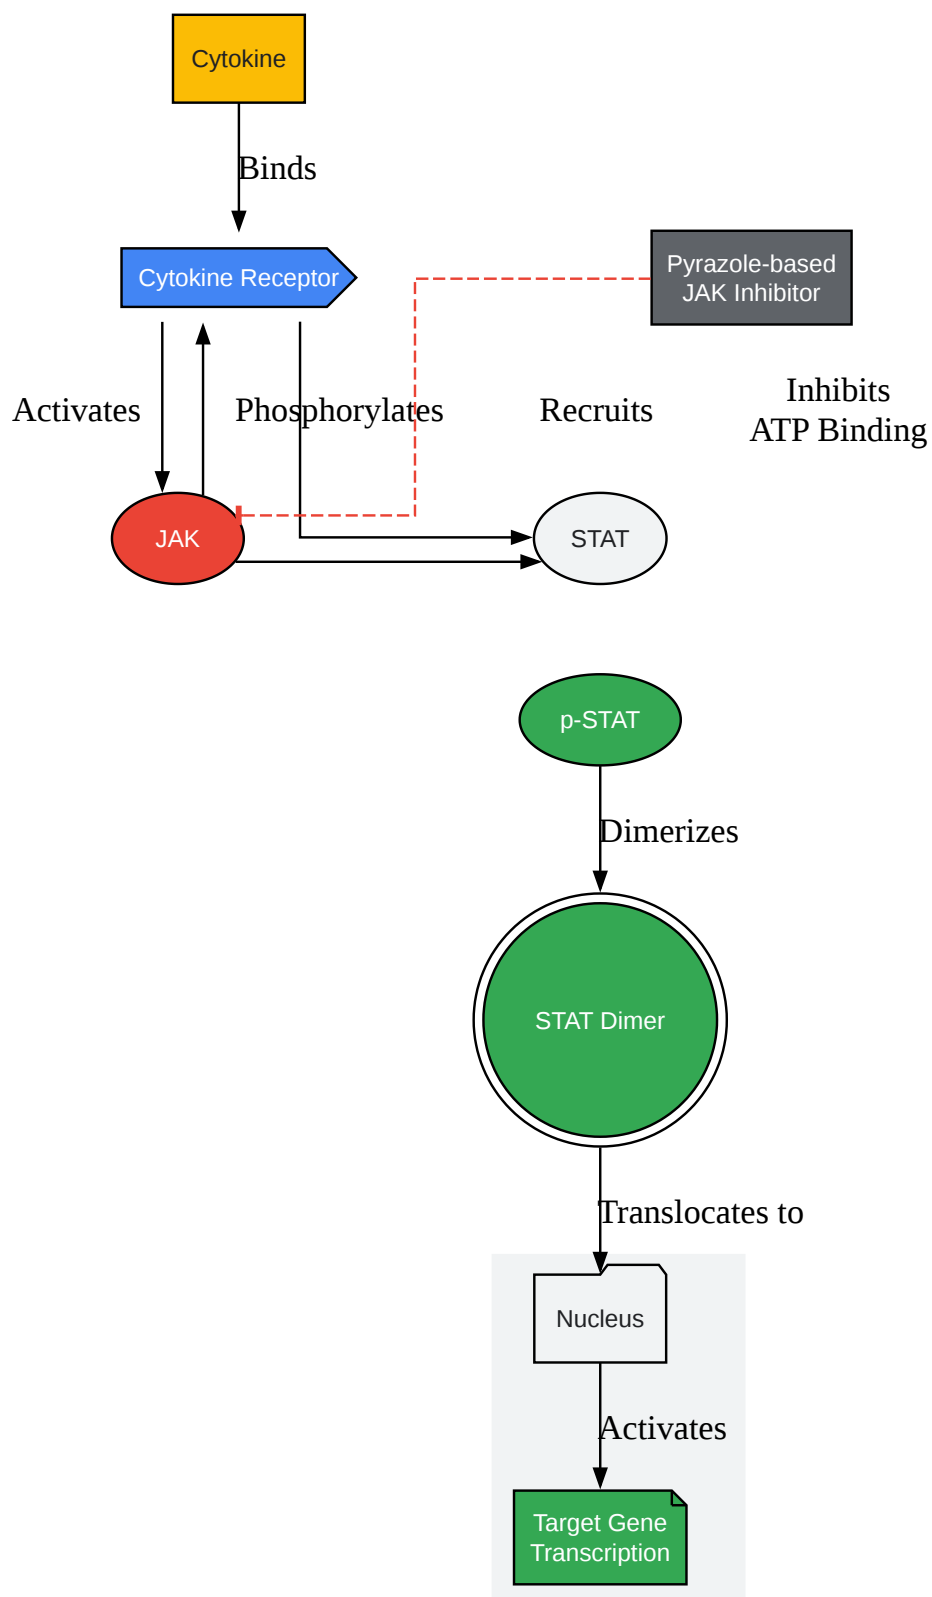 Cytokine
Binds
Cytokine Receptor
Pyrazole-based
JAK Inhibitor
Activates
Phosphorylates
Recruits
Inhibits
ATP Binding
JAK
STAT
p-STAT
Dimerizes
STAT Dimer
Translocates to
Nucleus
Activates
Target Gene
Transcription